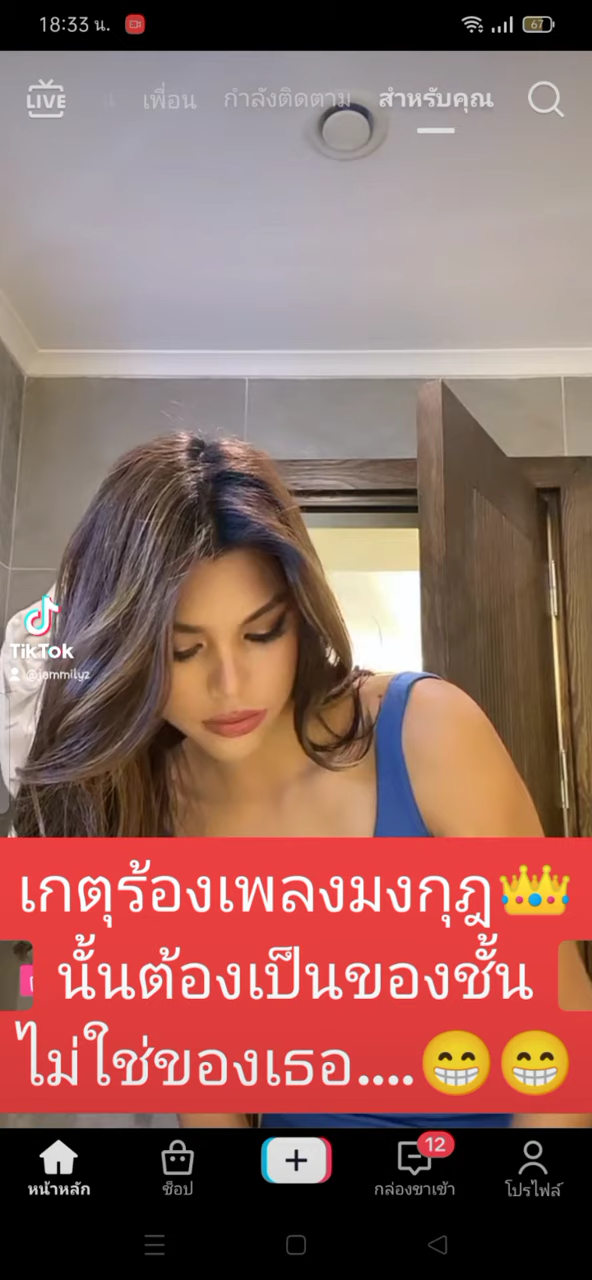 18:33 น.
67
LIVE
เพื่อน
กำลังติดตาม
สำหรับคุณ
TikTok
@jammilyz
เกตุร้องเพลงมงกุฎ👑
นั้นต้องเป็นของชั้น
ไม่ใช่ของเธอ....😁😁
หน้าหลัก
ช็อป
12
กล่องขาเข้า
โปรไฟล์